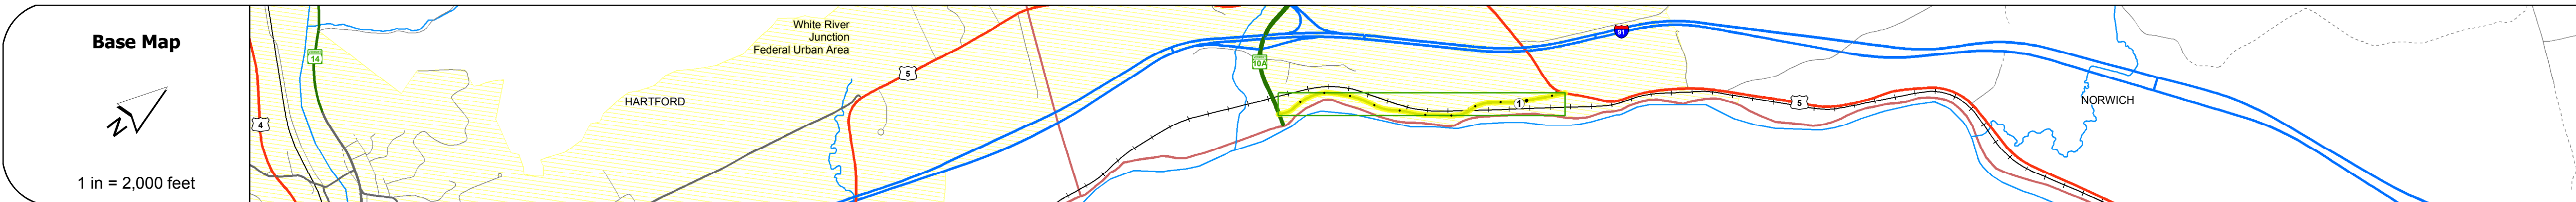 Base Map
N
1 in = 2,000 feet
4
14
HARTFORD
White River
Junction
Federal Urban Area
5
10A
1
91
5
NORWICH